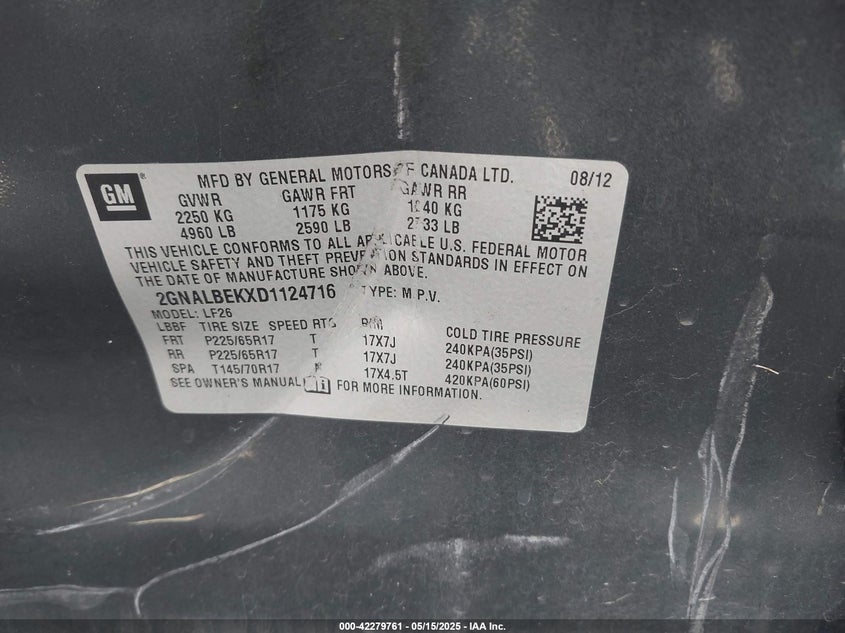 GM
MFD BY GENERAL MOTORS OF CANADA LTD. 08/12
GVWR GAWR FRT GAWR RR
2250 KG 1175 KG KG
4960 LB 2590 LB LB
THIS VEHICLE CONFORMS TO ALL APPLICABLE U.S. FEDERAL MOTOR
VEHICLE SAFETY AND THEFT PREVENTION STANDARDS IN EFFECT ON
THE DATE OF MANUFACTURE SHOWN ABOVE.
2GNALBEKXD1124716 TYPE: M.P.V.
MODEL: LF26
LBBF TIRE SIZE SPEED RTG RIM COLD TIRE PRESSURE
FRT P225/65R17 T 17X7J 240KPA(35PSI)
RR P225/65R17 T 17X7J 240KPA(35PSI)
SPA T145/70R17 17X4.5T 420KPA(60PSI)
SEE OWNER'S MANUAL FOR MORE INFORMATION.
000-42279761 - 05/15/2025 - IAA Inc.